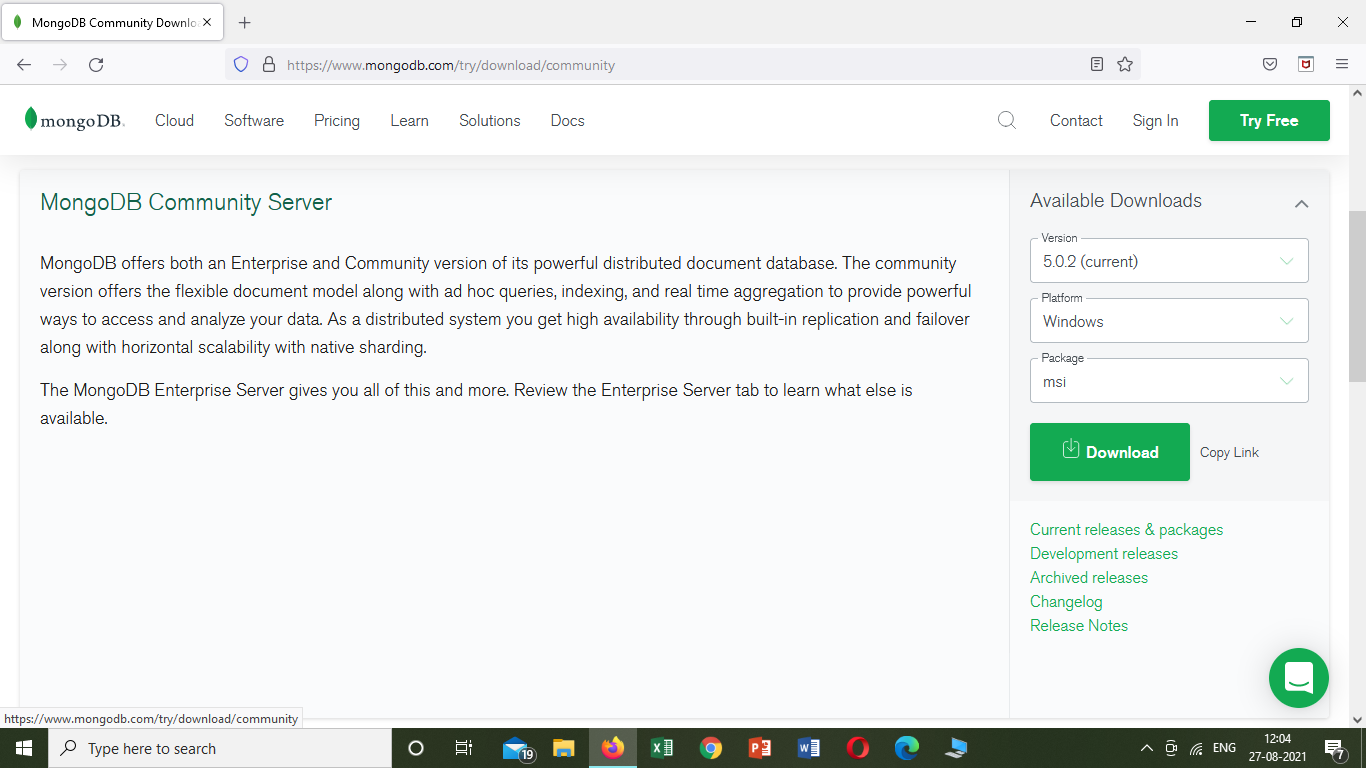 MongoDB Community Downlo
https://www.mongodb.com/try/download/community
mongoDB.
Cloud
Software
Pricing
Learn
Solutions
Docs
Contact
Sign In
Try Free
MongoDB Community Server
MongoDB offers both an Enterprise and Community version of its powerful distributed document database. The community
version offers the flexible document model along with ad hoc queries, indexing, and real time aggregation to provide powerful
ways to access and analyze your data. As a distributed system you get high availability through built-in replication and failover
along with horizontal scalability with native sharding.
The MongoDB Enterprise Server gives you all of this and more. Review the Enterprise Server tab to learn what else is
available.
Available Downloads
Version
5.0.2 (current)
Platform
Windows
Package
msi
Download
Copy Link
Current releases & packages
Development releases
Archived releases
Changelog
Release Notes
https://www.mongodb.com/try/download/community
Type here to search
19
ENG
12:04
27-08-2021
7